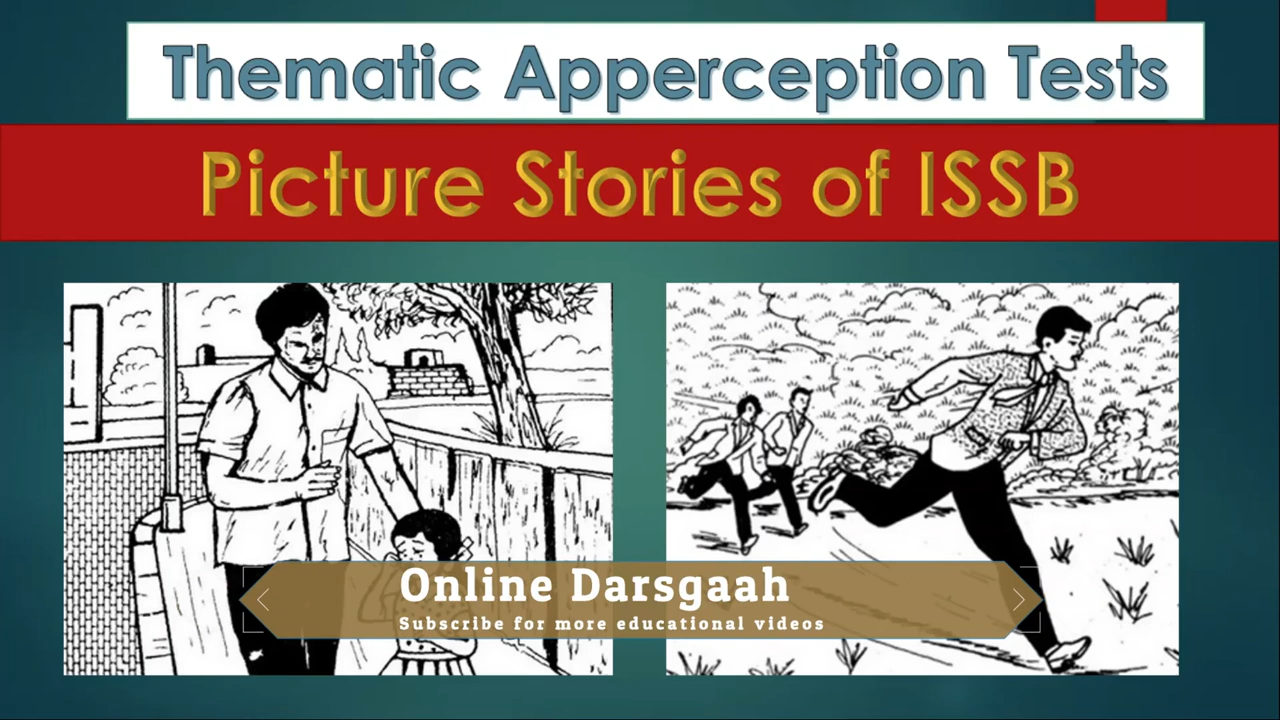 Thematic Apperception Tests
Picture Stories of ISSB
Online Darsgaah
Subscribe for more educational videos